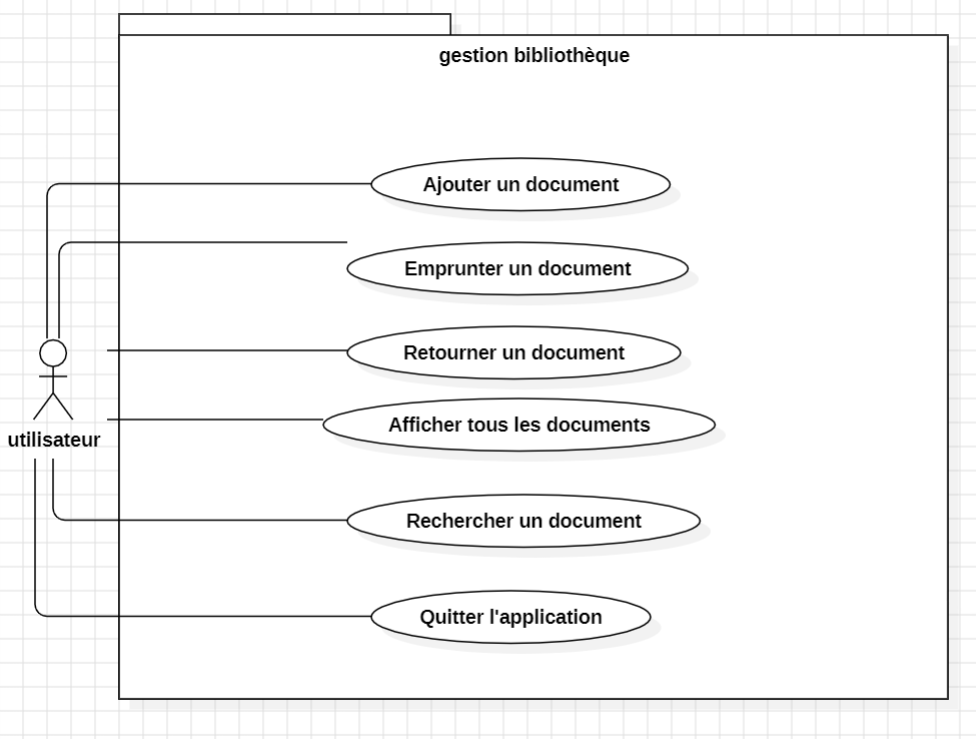 gestion bibliothèque
Ajouter un document
Emprunter un document
Retourner un document
Afficher tous les documents
utilisateur
Rechercher un document
Quitter l'application